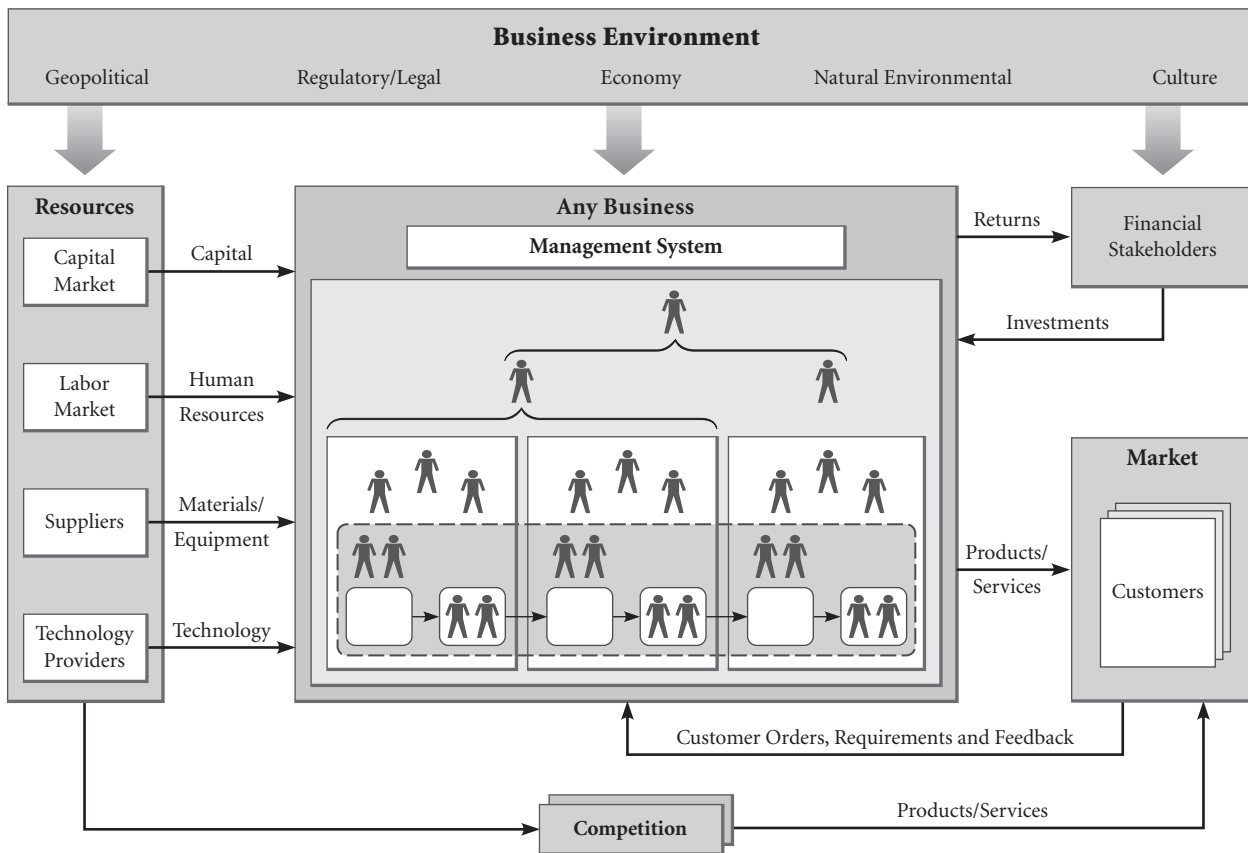 Business Environment
Geopolitical
Regulatory/Legal
Economy
Natural Environmental
Culture
Resources
Capital
Market
Labor
Market
Suppliers
Technology
Providers
Capital
Human
Resources
Materials/
Equipment
Technology
Any Business
Management System
Returns
Investments
Financial
Stakeholders
Products/
Services
Market
Customers
Customer Orders, Requirements and Feedback
Competition
Products/Services